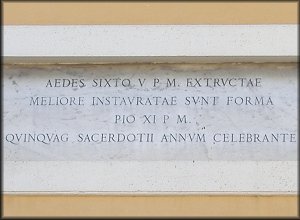 AEDES SIXTO V P M. EXTRVCTAE
MELIORE INSTAVRATAE SVNT FORMA
PIO XI P M.
QVINQVAG SACERDOTII ANNVM CELEBRANTE